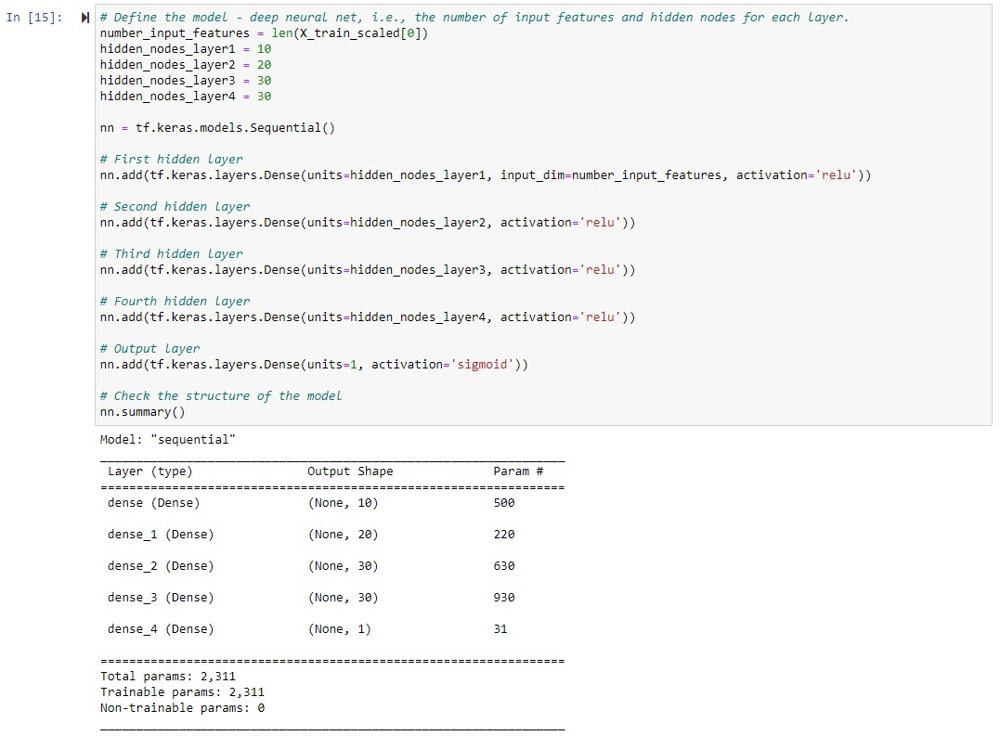 In [15]:
# Define the model - deep neural net, i.e., the number of input features and hidden nodes for each layer.
number_input_features = len(X_train_scaled[0])
hidden_nodes_layer1 = 10
hidden_nodes_layer2 = 20
hidden_nodes_layer3 = 30
hidden_nodes_layer4 = 30
nn = tf.keras.models.Sequential()
# First hidden layer
nn.add(tf.keras.layers.Dense(units=hidden_nodes_layer1, input_dim=number_input_features, activation='relu'))
# Second hidden layer
nn.add(tf.keras.layers.Dense(units=hidden_nodes_layer2, activation='relu'))
# Third hidden layer
nn.add(tf.keras.layers.Dense(units=hidden_nodes_layer3, activation='relu'))
# Fourth hidden layer
nn.add(tf.keras.layers.Dense(units=hidden_nodes_layer4, activation='relu'))
# Output layer
nn.add(tf.keras.layers.Dense(units=1, activation='sigmoid'))
# Check the structure of the model
nn.summary()
Model: "sequential"
Layer (type) Output Shape Param #
dense (Dense) (None, 10) 500
dense_1 (Dense) (None, 20) 220
dense_2 (Dense) (None, 30) 630
dense_3 (Dense) (None, 30) 930
dense_4 (Dense) (None, 1) 31
Total params: 2,311
Trainable params: 2,311
Non-trainable params: 0